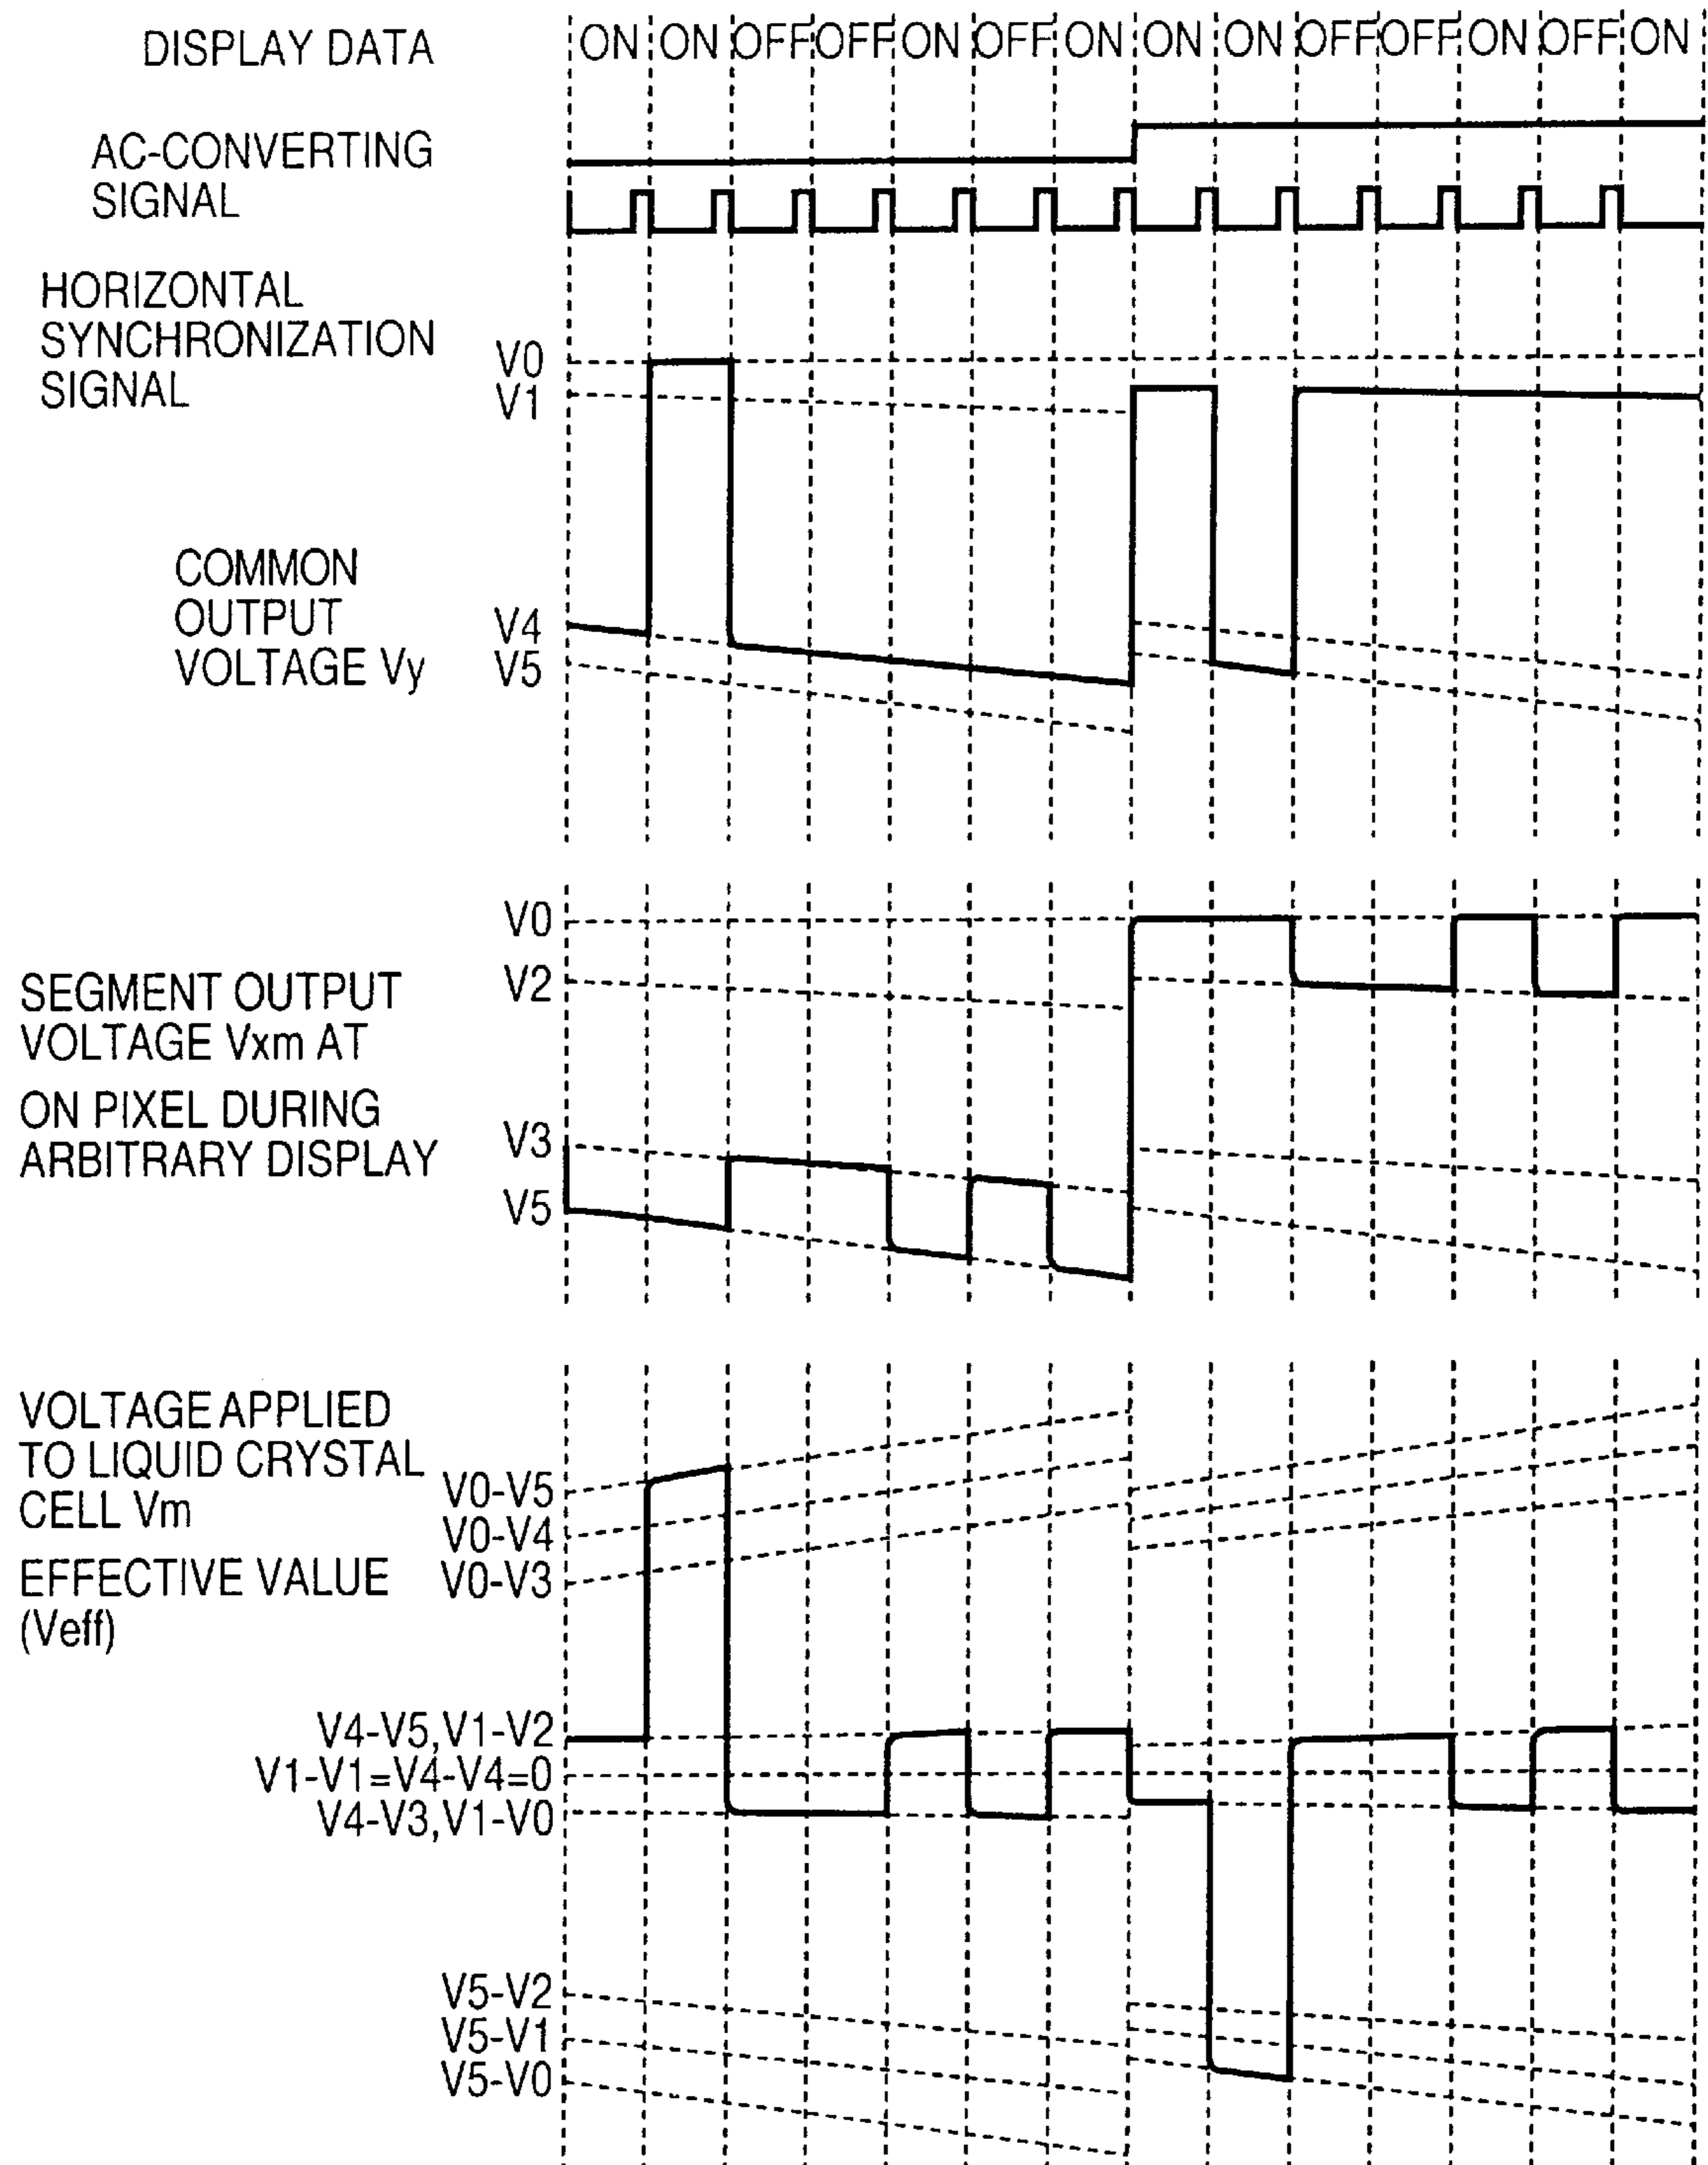 DISPLAY DATA
ON ON OFF OFF ON OFF ON ON ON OFF OFF ON OFF ON
AC-CONVERTING
SIGNAL
HORIZONTAL
SYNCHRONIZATION
SIGNAL
V0
V1
COMMON
OUTPUT
VOLTAGE Vy
V4
V5
V0
V2
SEGMENT OUTPUT
VOLTAGE Vxm AT
ON PIXEL DURING
ARBITRARY DISPLAY
V3
V5
VOLTAGE APPLIED
TO LIQUID CRYSTAL
CELL Vm
V0-V5
V0-V4
EFFECTIVE VALUE
(Veff)
V0-V3
V4-V5,V1-V2
V1-V1=V4-V4=0
V4-V3,V1-V0
V5-V2
V5-V1
V5-V0